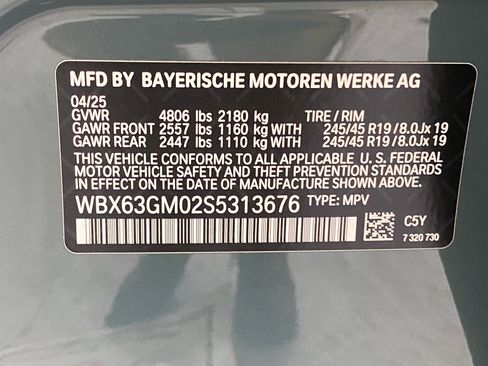 MFD BY BAYERISCHE MOTOREN WERKE AG
04/25
GVWR 4806 lbs 2180 kg TIRE / RIM
GAWR FRONT 2557 lbs 1160 kg WITH 245/45 R19 / 8.0Jx 19
GAWR REAR 2447 lbs 1110 kg WITH 245/45 R19 / 8.0Jx 19
THIS VEHICLE CONFORMS TO ALL APPLICABLE U. S. FEDERAL
MOTOR VEHICLE SAFETY AND THEFT PREVENTION STANDARDS
IN EFFECT ON THE DATE OF MANUFACTURE SHOWN ABOVE.
WBX63GM02S5313676 TYPE: MPV
C5Y
7 320 730